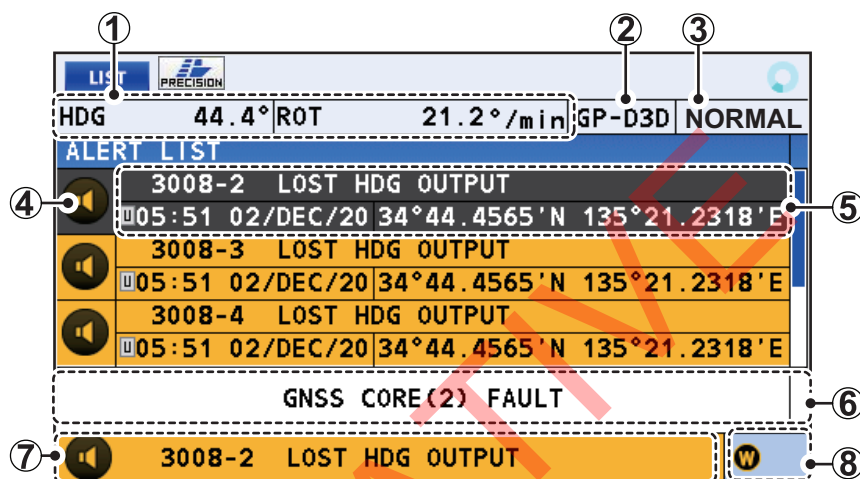 1 2 3
LIST PRECISION
HDG 44.4° ROT 21.2°/min GP-D3D NORMAL
ALERT LIST
4 3008-2 LOST HDG OUTPUT
U 05:51 02/DEC/20 34°44.4565'N 135°21.2318'E 5
3008-3 LOST HDG OUTPUT
U 05:51 02/DEC/20 34°44.4565'N 135°21.2318'E
3008-4 LOST HDG OUTPUT
U 05:51 02/DEC/20 34°44.4565'N 135°21.2318'E
GNSS CORE(2) FAULT 6
7 3008-2 LOST HDG OUTPUT W 8